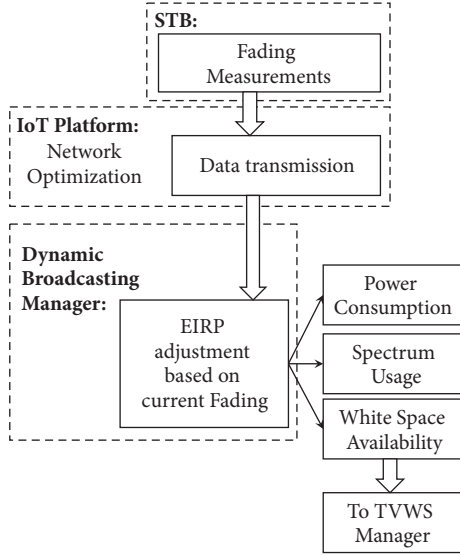 STB:
Fading
Measurements
IoT Platform:
Network
Optimization
Data transmission
Dynamic
Broadcasting
Manager:
EIRP
adjustment
based on
current Fading
Power
Consumption
Spectrum
Usage
White Space
Availability
To TVWS
Manager